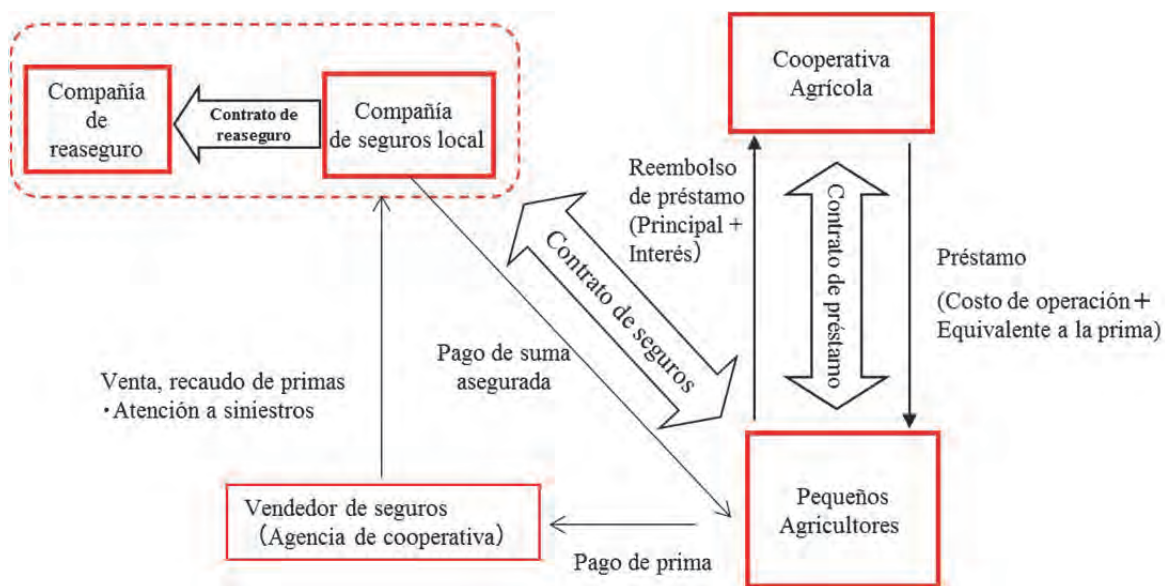 Compañía
de
reaseguro
Contrato de
reaseguro
Compañía
de seguros local
Cooperativa
Agrícola
Reembolso
de préstamo
(Principal +
Interés)
Contrato de préstamo
Préstamo
(Costo de operación＋
Equivalente a la prima)
Contrato de seguros
Pago de suma
asegurada
Venta, recaudo de primas
・Atención a siniestros
Vendedor de seguros
（Agencia de cooperativa）
Pago de prima
Pequeños
Agricultores